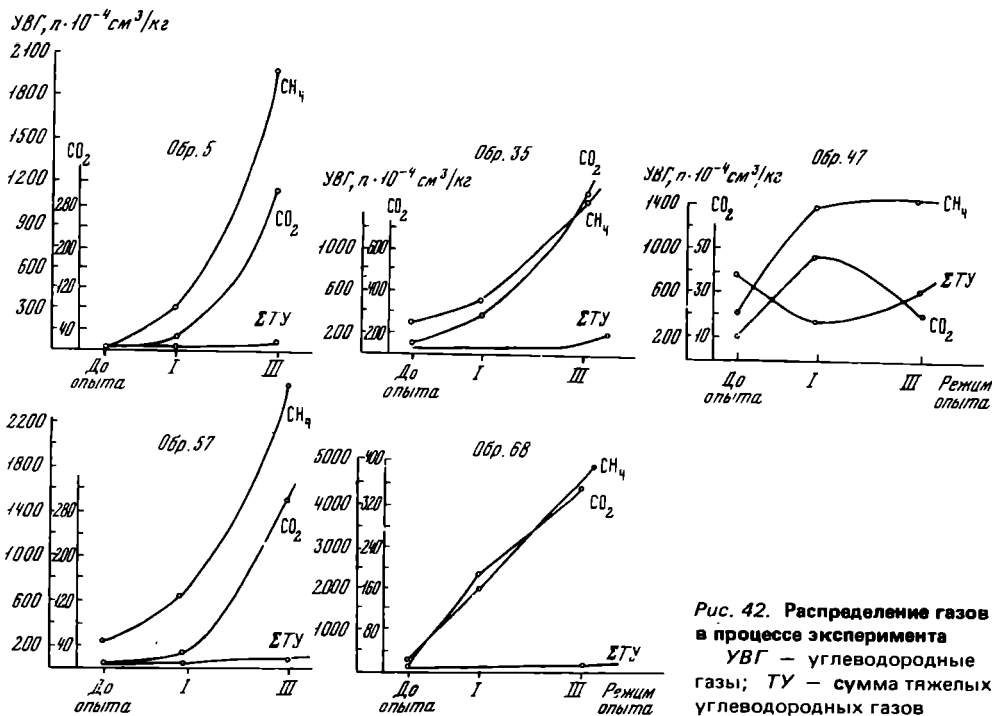 УВГ, п·10⁻⁴ см³/кг
2100
1800
1500
1200
900
600
300
CO₂
280
200
120
40
Обр. 5
CH₄
CO₂
ΣТУ
До опыта
I
III
УВГ, п·10⁻⁴ см³/кг
1000
600
200
CO₂
600
400
200
Обр. 35
CO₂
CH₄
ΣТУ
До опыта
I
III
УВГ, п·10⁻⁴ см³/кг
1400
1000
600
200
CO₂
50
30
10
Обр. 47
CH₄
ΣТУ
CO₂
До опыта
I
III
Режим опыта
2200
1800
1400
1000
600
200
280
200
120
40
Обр. 57
CH₄
CO₂
ΣТУ
До опыта
I
III
5000
4000
3000
2000
1000
400
320
240
160
80
Обр. 68
CH₄
CO₂
ΣТУ
До опыта
I
III
Режим опыта
Рис. 42. Распределение газов
в процессе эксперимента
УВГ — углеводородные
газы; ТУ — сумма тяжелых
углеводородных газов